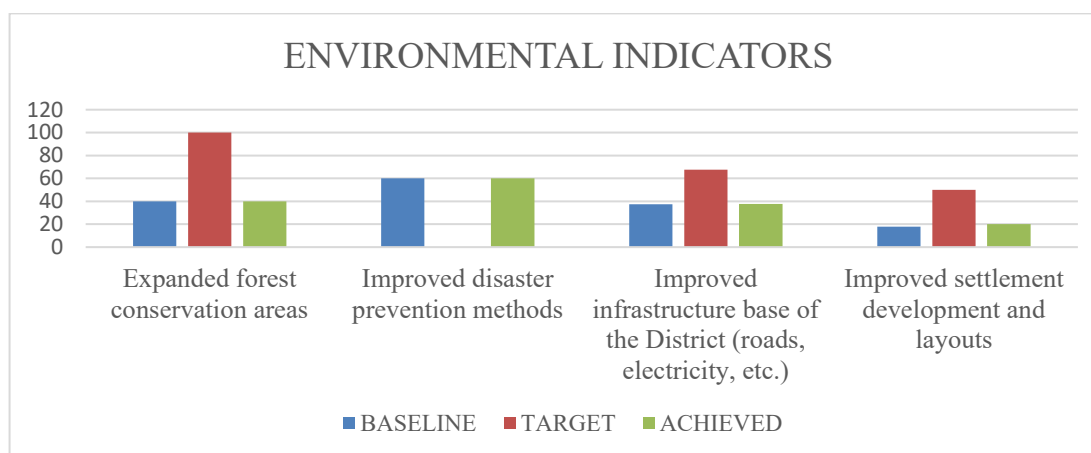 ENVIRONMENTAL INDICATORS
120
100
80
60
40
20
0
Expanded forest
conservation areas
Improved disaster
prevention methods
Improved
infrastructure base of
the District (roads,
electricity, etc.)
Improved settlement
development and
layouts
BASELINE TARGET ACHIEVED